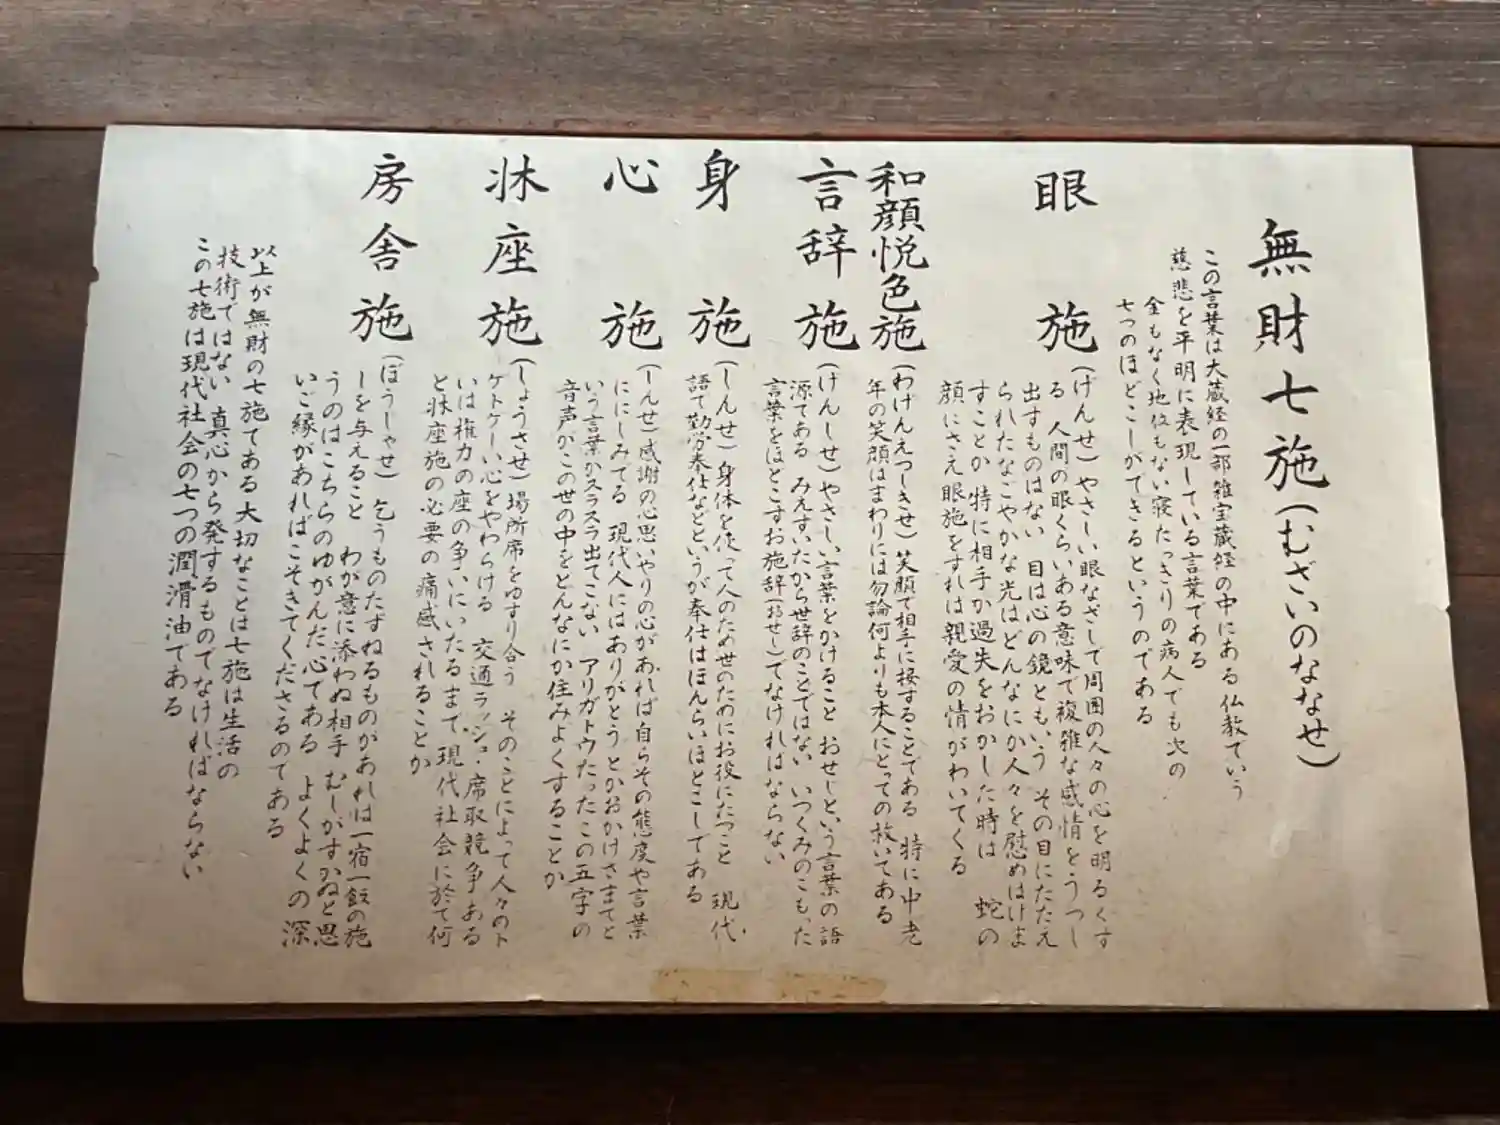 無財七施(むざいのななせ)
この言葉は大蔵経の一部雑宝蔵経の中にある仏教でいう
慈悲を平明に表現している言葉である
金もなく地位もない寝たっきりの病人でも次の
七つのほどこしができるというのである
眼施
(げんせ)やさしい眼なざしで周囲の人々の心を明るくす
る 人間の眼くらいある意味で複雑な感情をうつし
出すものはない 目は心の鏡ともいう その目にたたえ
られたなごやかな光はどんなにか人々を慰めはげま
すことか 特に相手か過失をおかした時は 蛇の
顔にさえ眼施をすれは親愛の情がわいてくる
和顔悦色施
(わげんえつしきせ)笑顔で相手に接することである 特に中老
年の笑顔はまわりには勿論何よりも本人にとっての救いてある
言辞施
(けんしせ)やさしい言葉をかけること おせじという言葉の語
源てある みえすいたから世辞のことではない いつくみのこもった
言葉をほどこすお施辞(おせし)でなければならない
身施
(しんせ)身体を使って人のため世のためにお役にたつこと 現代
語で勤労奉仕などというが奉仕はほんらいほとこしてある
心施
(しんせ)感謝の心思いやりの心があれば自らその態度や言葉
ににじみてる 現代人にはありがとうとかおかけさまてと
いう言葉かスラスラ出てこない アリガトウたったこの五字の
音声がこの世の中をとんなにか住みよくすることか
牀座施
(しょうさせ)場所席をゆすり合う そのことによって人々のト
ケトケしい心をやわらける 交通ラッシュ・席取競争ある
いは権力の座の争いにいたるまで現代社会に於て何
と牀座施の必要の痛感されることか
房舎施
(ぼうしゃせ) 乞うものたずねるものがあれは一宿一飯の施
しを与えること わが意に添わぬ相手 むしがすかぬと思
うのはこちらのゆがんだ心てある よくよくの深
いご縁があればこそきてくださるのてある
以上が無財の七施てある大切なことは七施は生活の
技術ではない 真心から発するものでなければならない
この七施は現代社会の七つの潤滑油である